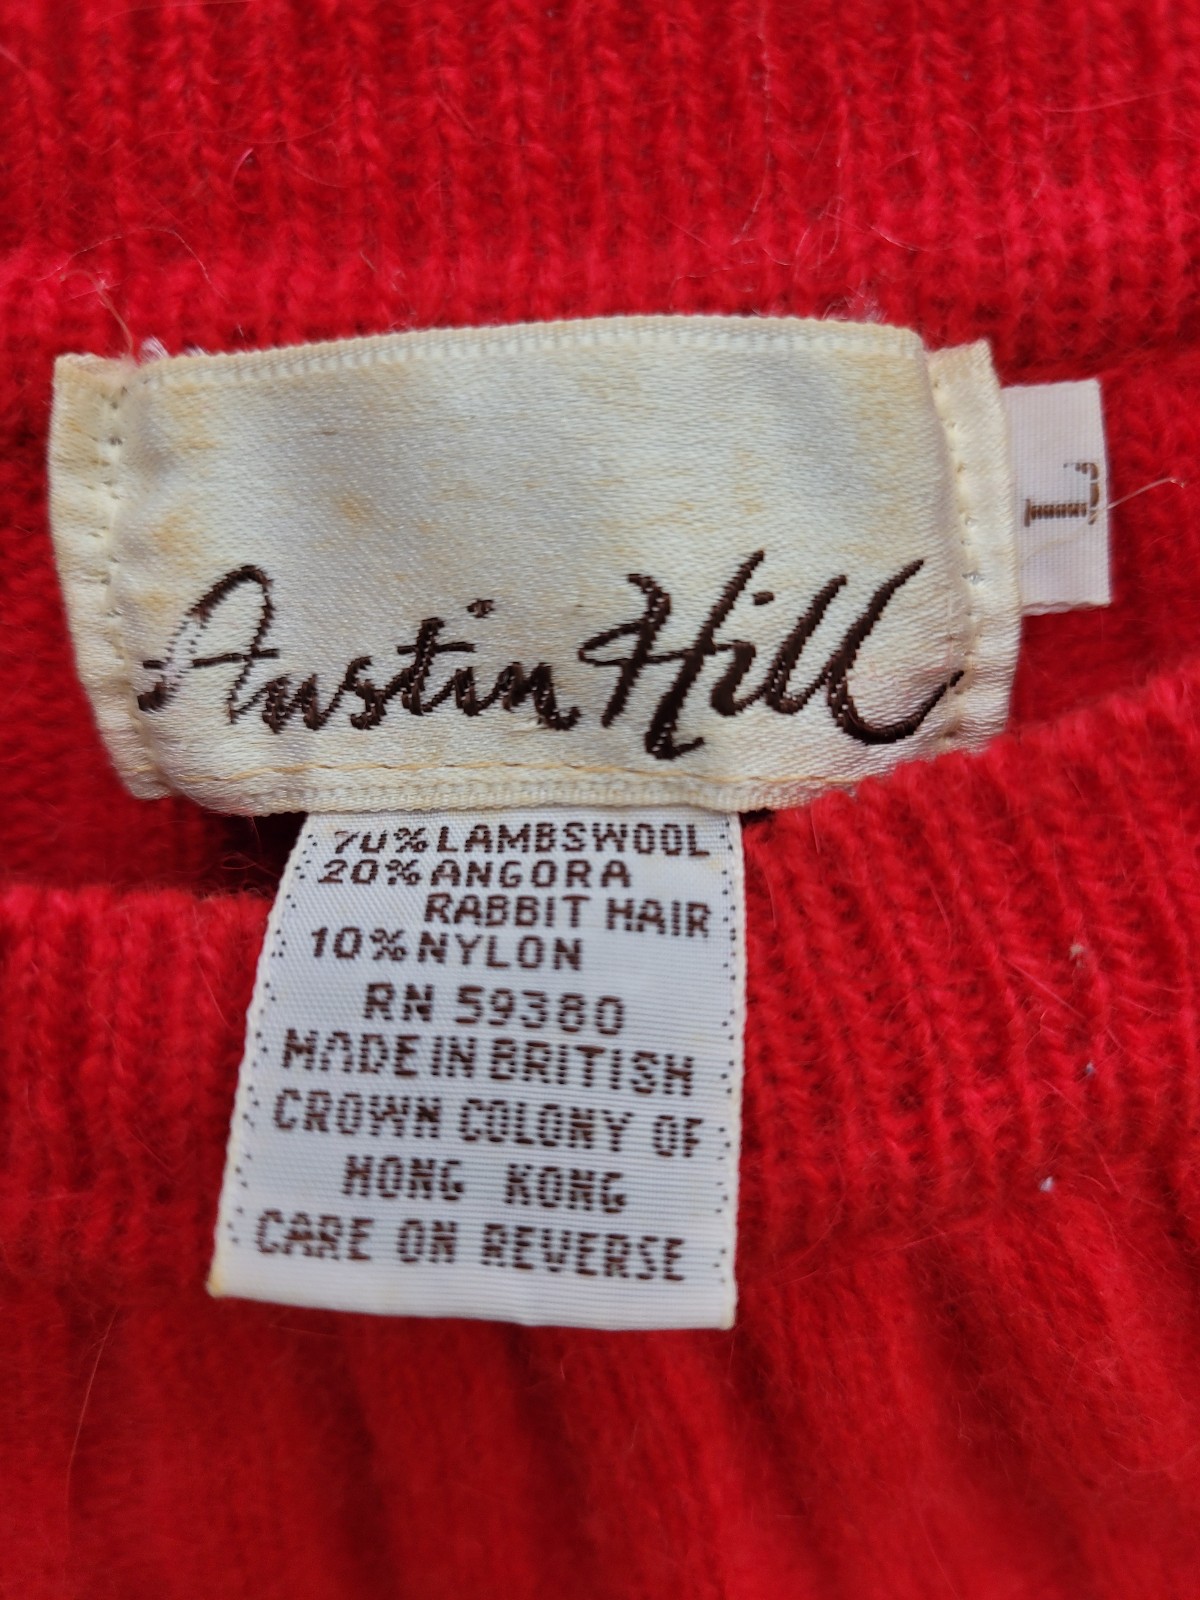 Austin Hill
L
70% LAMBSWOOL
20% ANGORA
RABBIT HAIR
10% NYLON
RN 59380
MADE IN BRITISH
CROWN COLONY OF
HONG KONG
CARE ON REVERSE